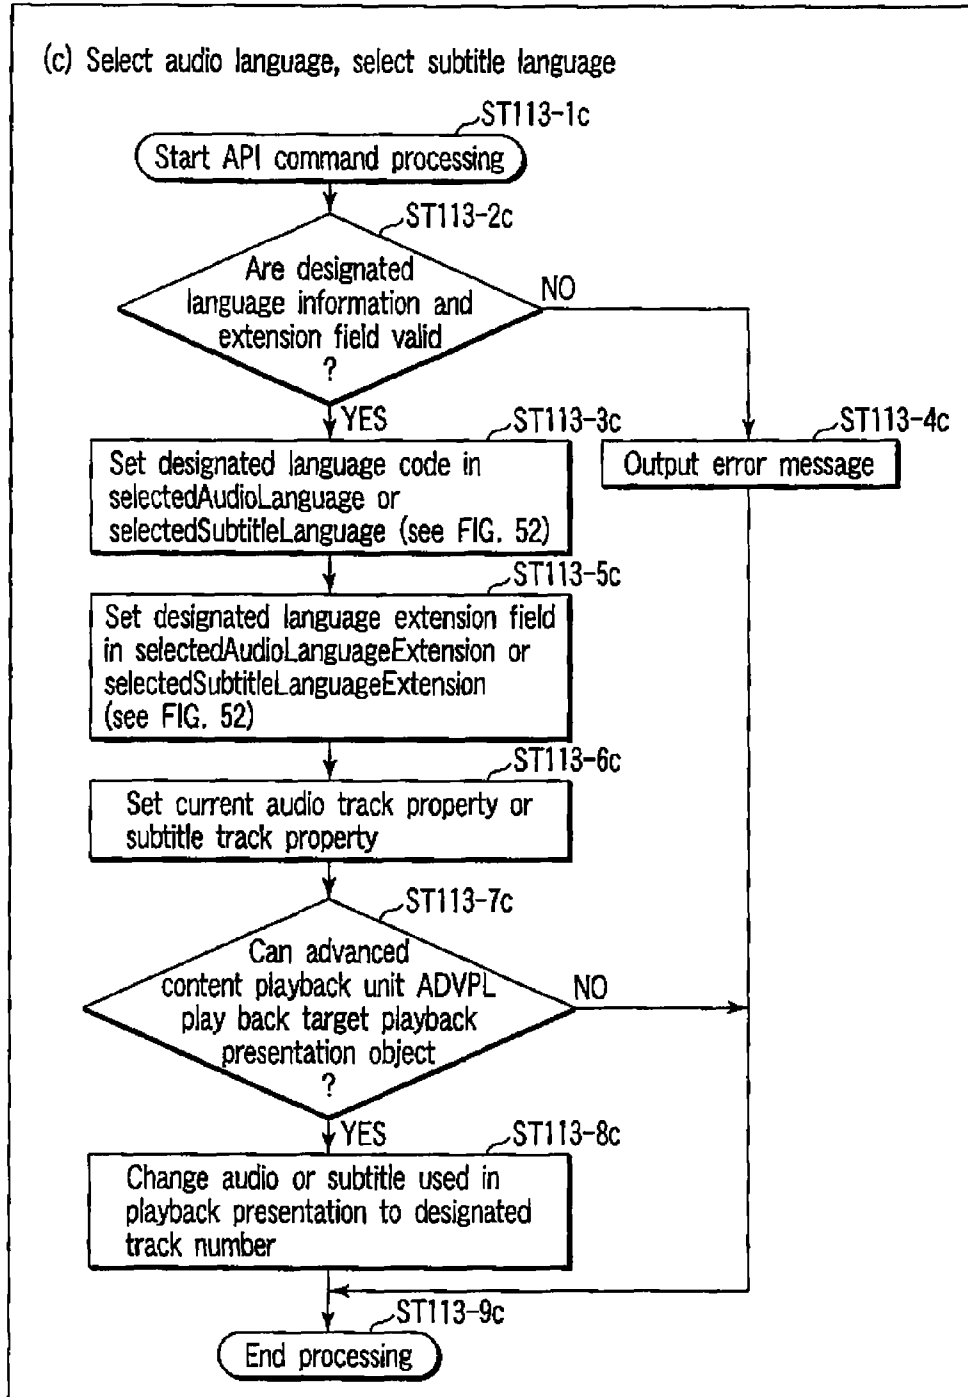 (c) Select audio language, select subtitle language
ST113-1c
Start API command processing
ST113-2c
Are designated
language information and
extension field valid
?
NO
YES
ST113-3c
Set designated language code in
selectedAudioLanguage or
selectedSubtitleLanguage (see FIG. 52)
ST113-4c
Output error message
ST113-5c
Set designated language extension field
in selectedAudioLanguageExtension or
selectedSubtitleLanguageExtension
(see FIG. 52)
ST113-6c
Set current audio track property or
subtitle track property
ST113-7c
Can advanced
content playback unit ADVPL
play back target playback
presentation object
?
NO
YES
ST113-8c
Change audio or subtitle used in
playback presentation to designated
track number
ST113-9c
End processing